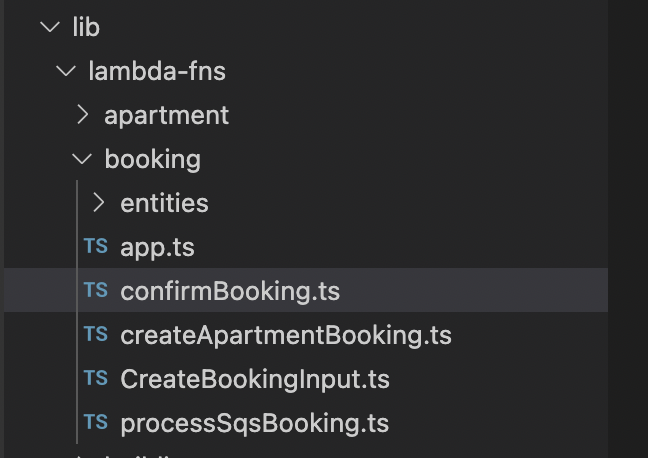 lib
lambda-fns
apartment
booking
entities
TS app.ts
TS confirmBooking.ts
TS createApartmentBooking.ts
TS CreateBookingInput.ts
TS processSqsBooking.ts